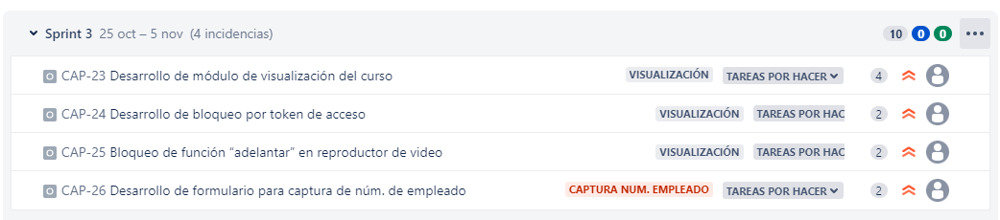 Sprint 3 25 oct – 5 nov (4 incidencias) 10 0 0
CAP-23 Desarrollo de módulo de visualización del curso VISUALIZACIÓN TAREAS POR HACER 4
CAP-24 Desarrollo de bloqueo por token de acceso VISUALIZACIÓN TAREAS POR HAC 2
CAP-25 Bloqueo de función “adelantar” en reproductor de video VISUALIZACIÓN TAREAS POR HAC 2
CAP-26 Desarrollo de formulario para captura de núm. de empleado CAPTURA NUM. EMPLEADO TAREAS POR HACER 2